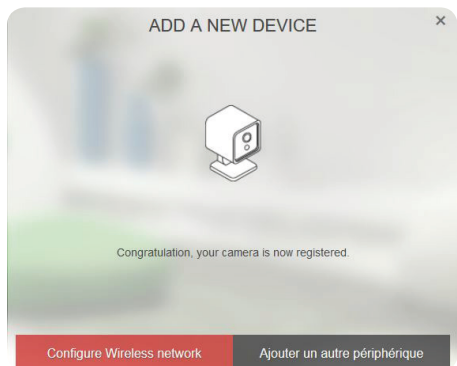 ADD A NEW DEVICE ×
Congratulation, your camera is now registered.
Configure Wireless network
Ajouter un autre périphérique